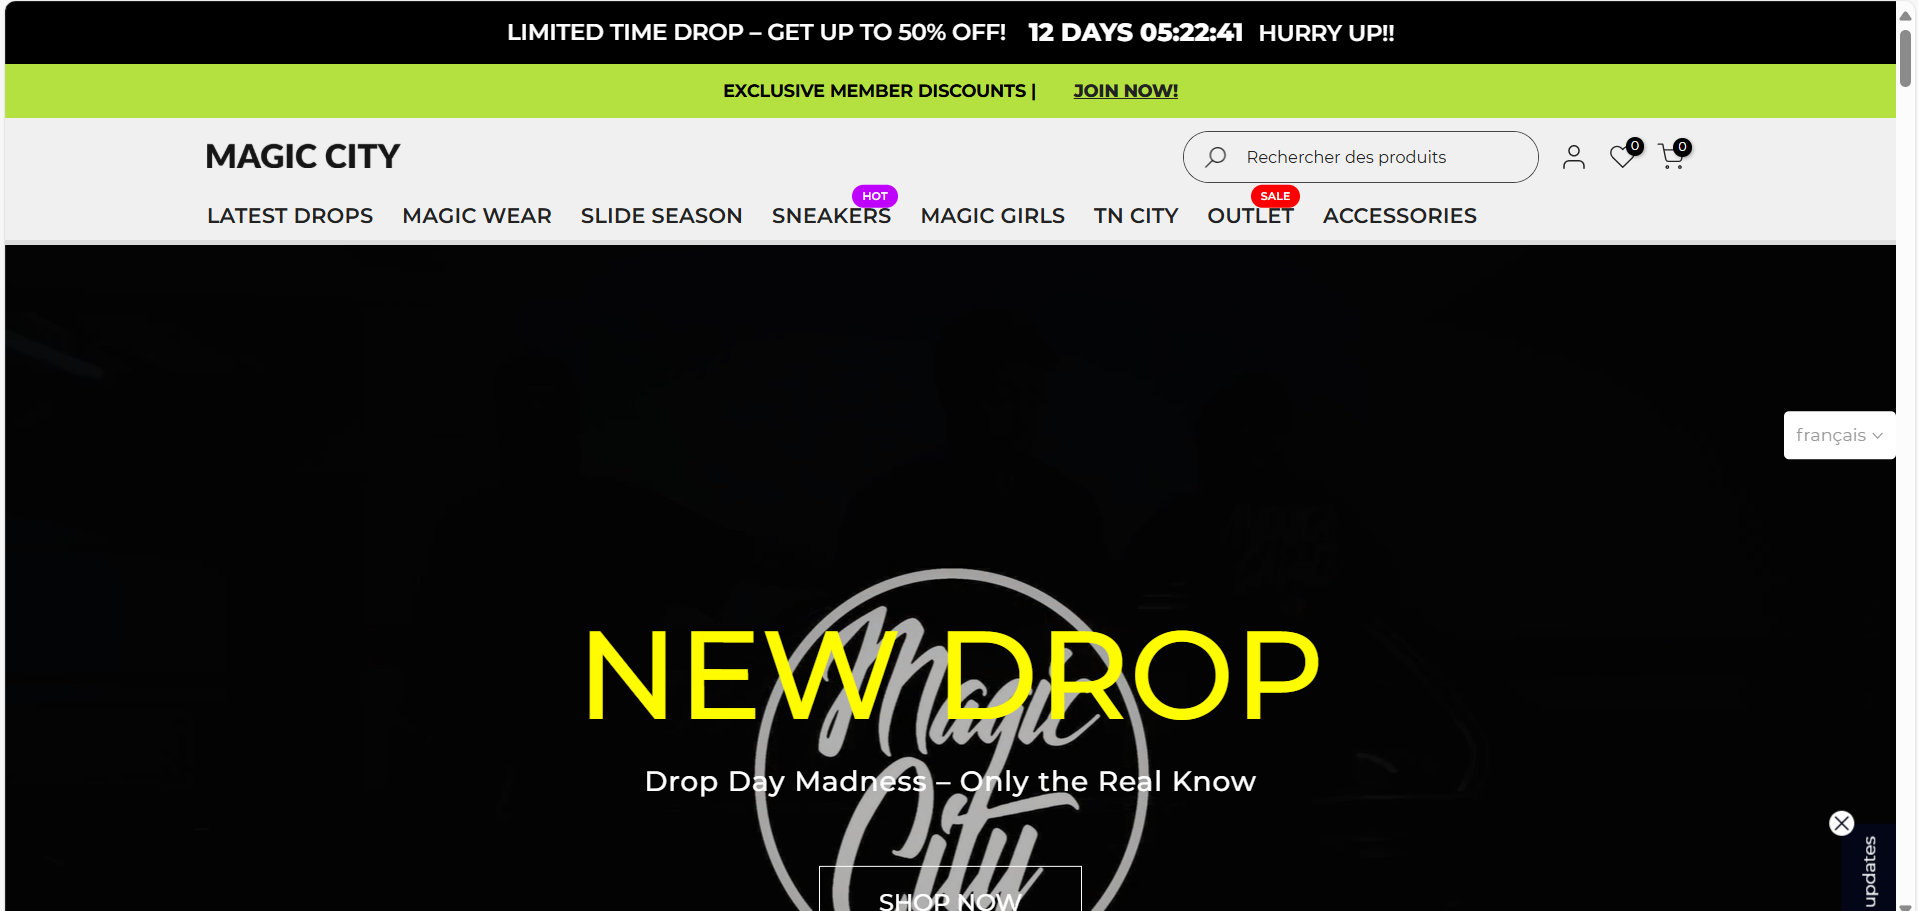 LIMITED TIME DROP – GET UP TO 50% OFF! 12 DAYS 05:22:41 HURRY UP!!
EXCLUSIVE MEMBER DISCOUNTS | JOIN NOW!
MAGIC CITY
Rechercher des produits
0
0
HOT
SALE
LATEST DROPS MAGIC WEAR SLIDE SEASON SNEAKERS MAGIC GIRLS TN CITY OUTLET ACCESSORIES
français
NEW DROP
Magic
Drop Day Madness – Only the Real Know
City
SHOP NOW
updates